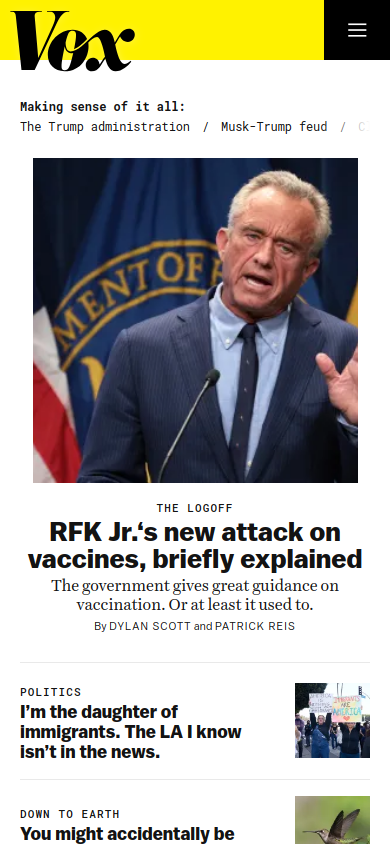 Vox
Making sense of it all:
The Trump administration / Musk-Trump feud /
MENT OF
THE LOGOFF
RFK Jr.‘s new attack on
vaccines, briefly explained
The government gives great guidance on
vaccination. Or at least it used to.
By DYLAN SCOTT and PATRICK REIS
POLITICS
I’m the daughter of
immigrants. The LA I know
isn’t in the news.
DOWN TO EARTH
You might accidentally be